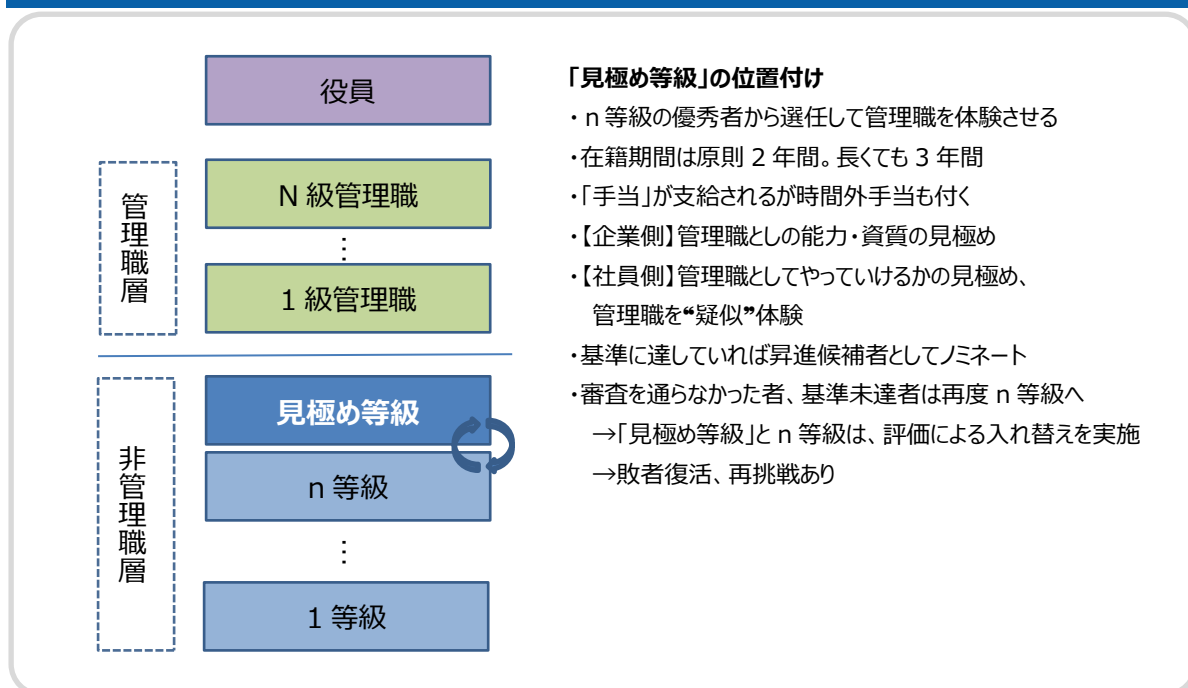 役員
管理職層
N 級管理職
⋮
1 級管理職
非管理職層
見極め等級
n 等級
⋮
1 等級
「見極め等級」の位置付け
・n 等級の優秀者から選任して管理職を体験させる
・在籍期間は原則 2 年間。長くても 3 年間
・「手当」が支給されるが時間外手当も付く
・【企業側】管理職としの能力・資質の見極め
・【社員側】管理職としてやっていけるかの見極め、
管理職を“疑似”体験
・基準に達していれば昇進候補者としてノミネート
・審査を通らなかった者、基準未達者は再度 n 等級へ
→「見極め等級」と n 等級は、評価による入れ替えを実施
→敗者復活、再挑戦あり